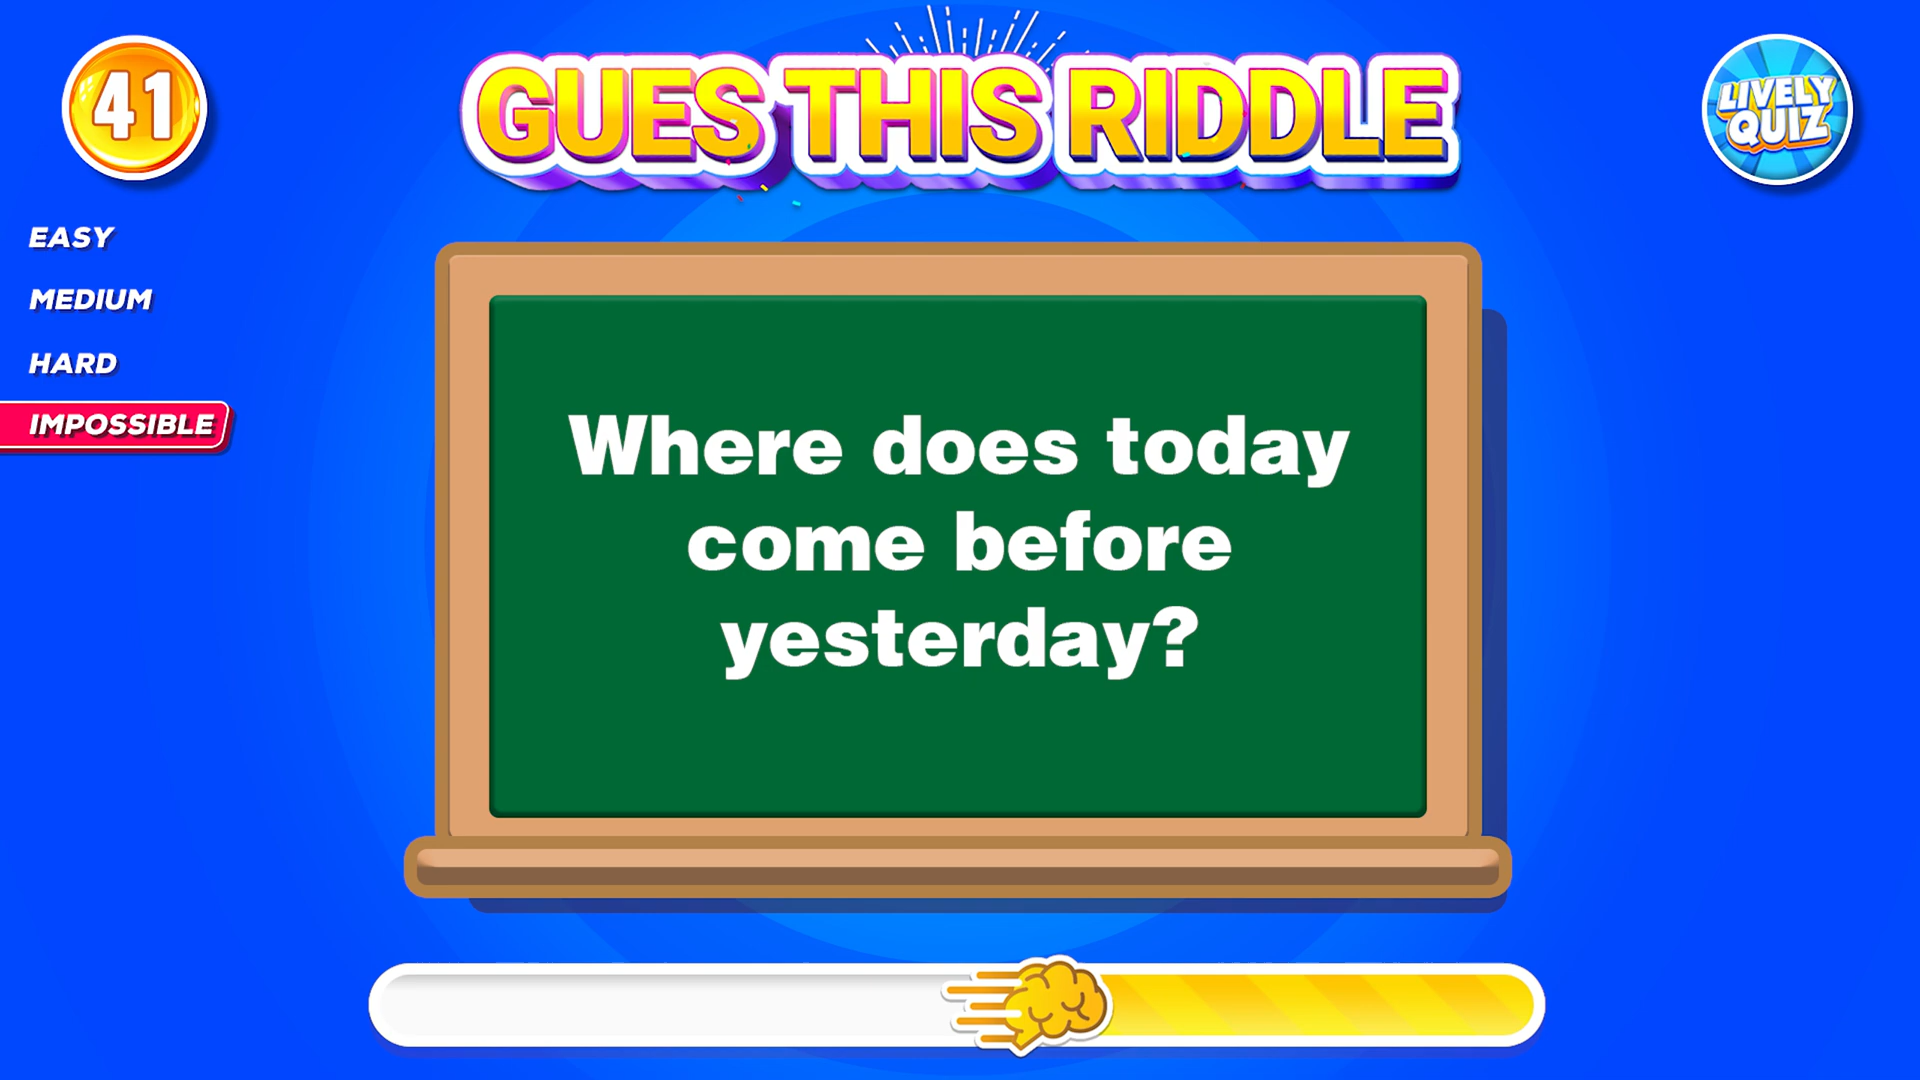 41
GUES THIS RIDDLE
LIVELY
QUIZ
EASY
MEDIUM
HARD
IMPOSSIBLE
Where does today
come before
yesterday?